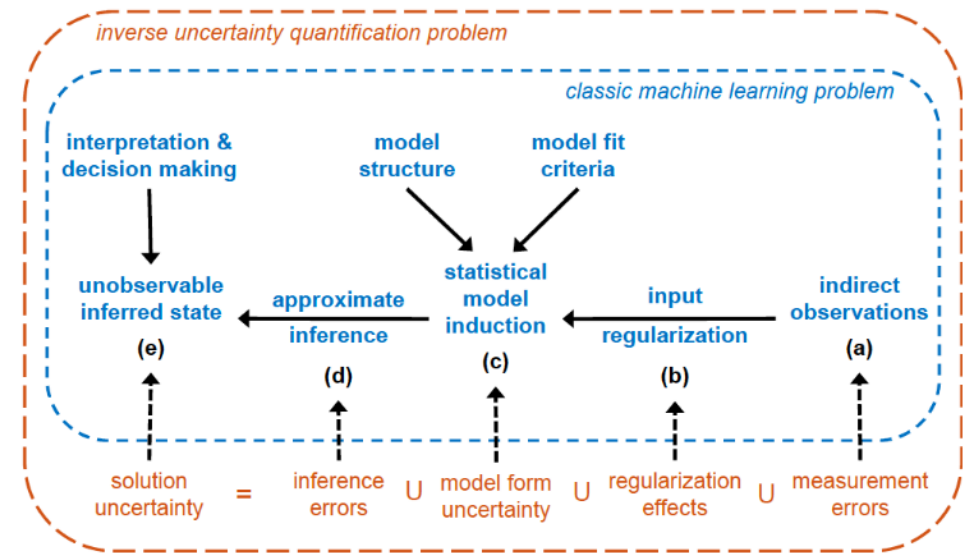 inverse uncertainty quantification problem
classic machine learning problem
interpretation &
decision making
model
structure
model fit
criteria
unobservable
inferred state
(e)
approximate
inference
(d)
statistical
model
induction
(c)
input
regularization
(b)
indirect
observations
(a)
solution
uncertainty
=
inference
errors
∪
model form
uncertainty
∪
regularization
effects
∪
measurement
errors